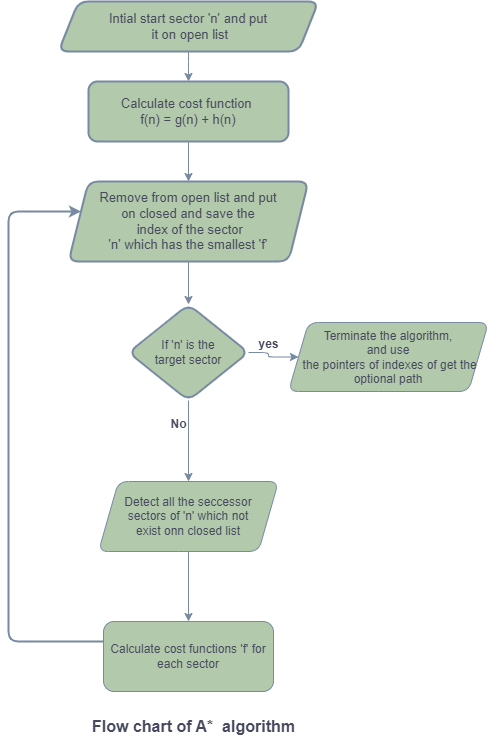 Intial start sector 'n' and put
it on open list
Calculate cost function
f(n) = g(n) + h(n)
Remove from open list and put
on closed and save the
index of the sector
'n' which has the smallest 'f'
If 'n' is the
target sector
yes
Terminate the algorithm,
and use
the pointers of indexes of get the
optional path
No
Detect all the seccessor
sectors of 'n' which not
exist onn closed list
Calculate cost functions 'f' for
each sector
Flow chart of A* algorithm